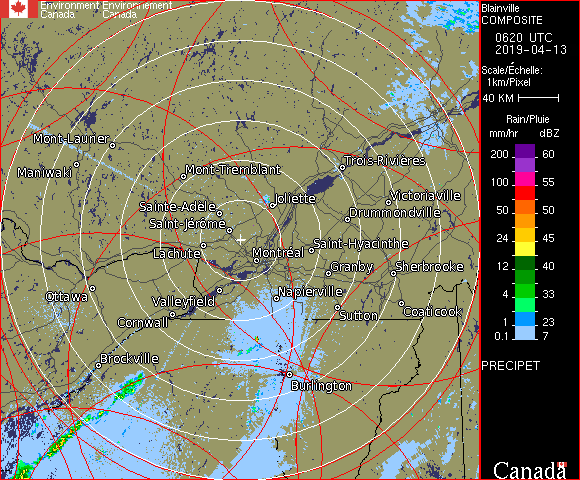 Environment Environnement
Canada Canada
Blainville
COMPOSITE
0620 UTC
2019-04-13
Scale/Échelle:
1km/Pixel
40 KM
Rain/Pluie
mm/hr dBZ
200 60
100 55
50 50
24 45
12 40
4 33
1 23
0.1 7
PRECIPET
Canada
Mont-Laurier
Maniwaki
Mont-Tremblant
Trois-Rivières
Joliette
Sainte-Adèle
Saint-Jérôme
Victoriaville
Drummondville
Lachute
Montréal
Saint-Hyacinthe
Granby
Sherbrooke
Ottawa
Valleyfield
Napierville
Cornwall
Sutton
Coaticook
Brockville
Burlington